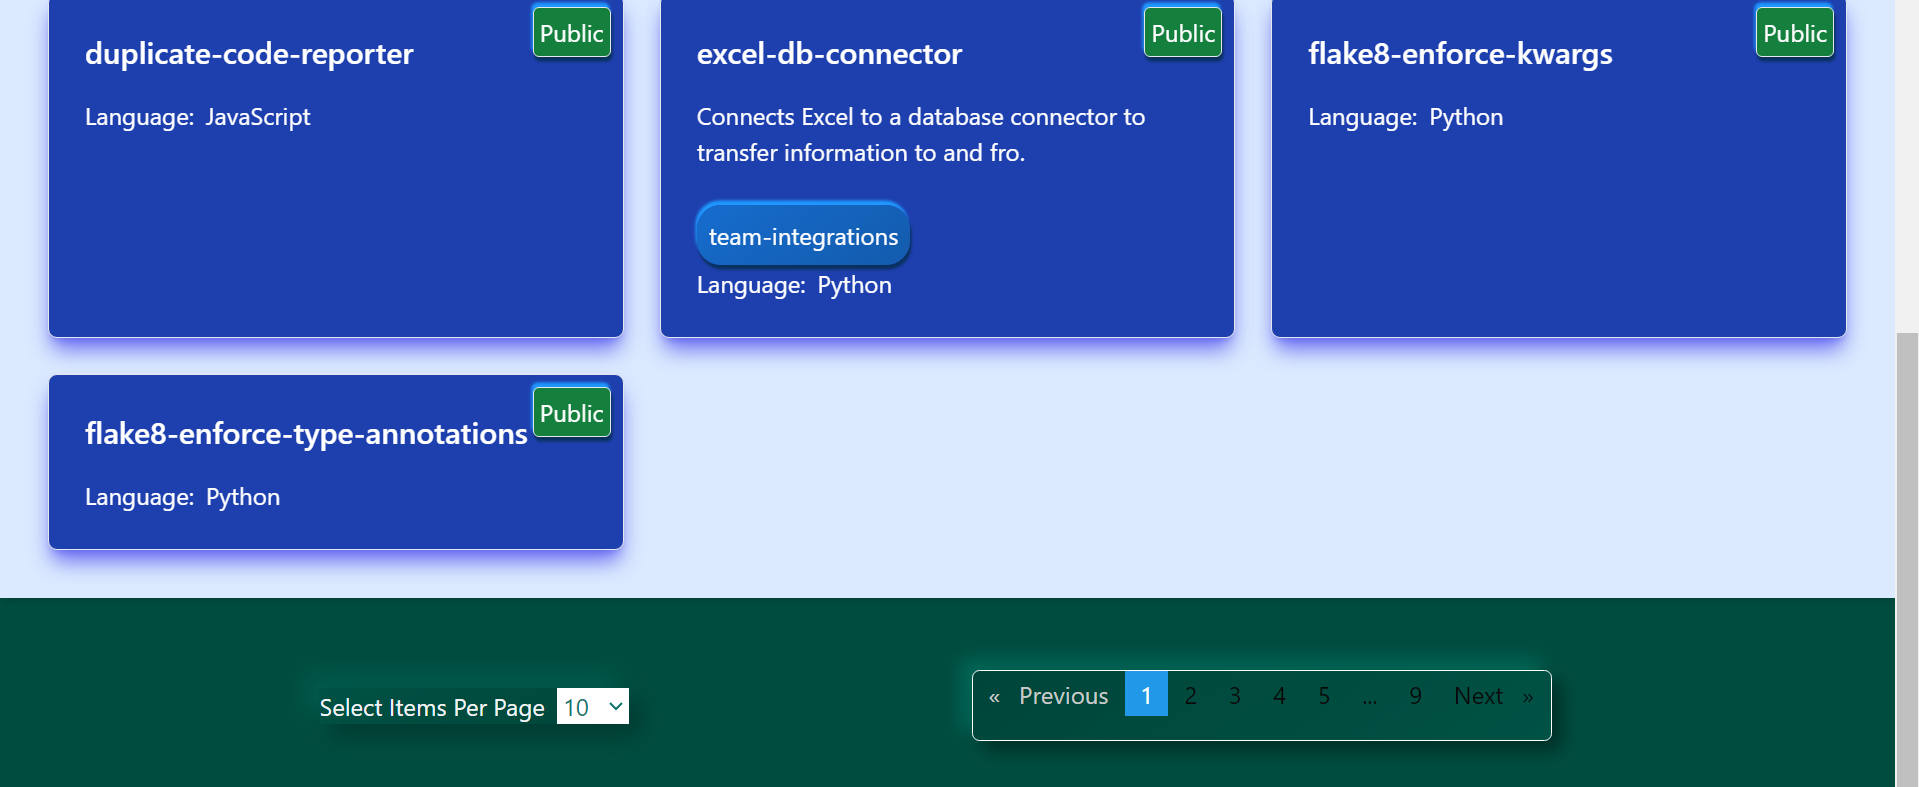 duplicate-code-reporter
Public
Language: JavaScript
excel-db-connector
Public
Connects Excel to a database connector to
transfer information to and fro.
team-integrations
Language: Python
flake8-enforce-kwargs
Public
Language: Python
flake8-enforce-type-annotations
Public
Language: Python
Select Items Per Page 10
« Previous 1 2 3 4 5 ... 9 Next »